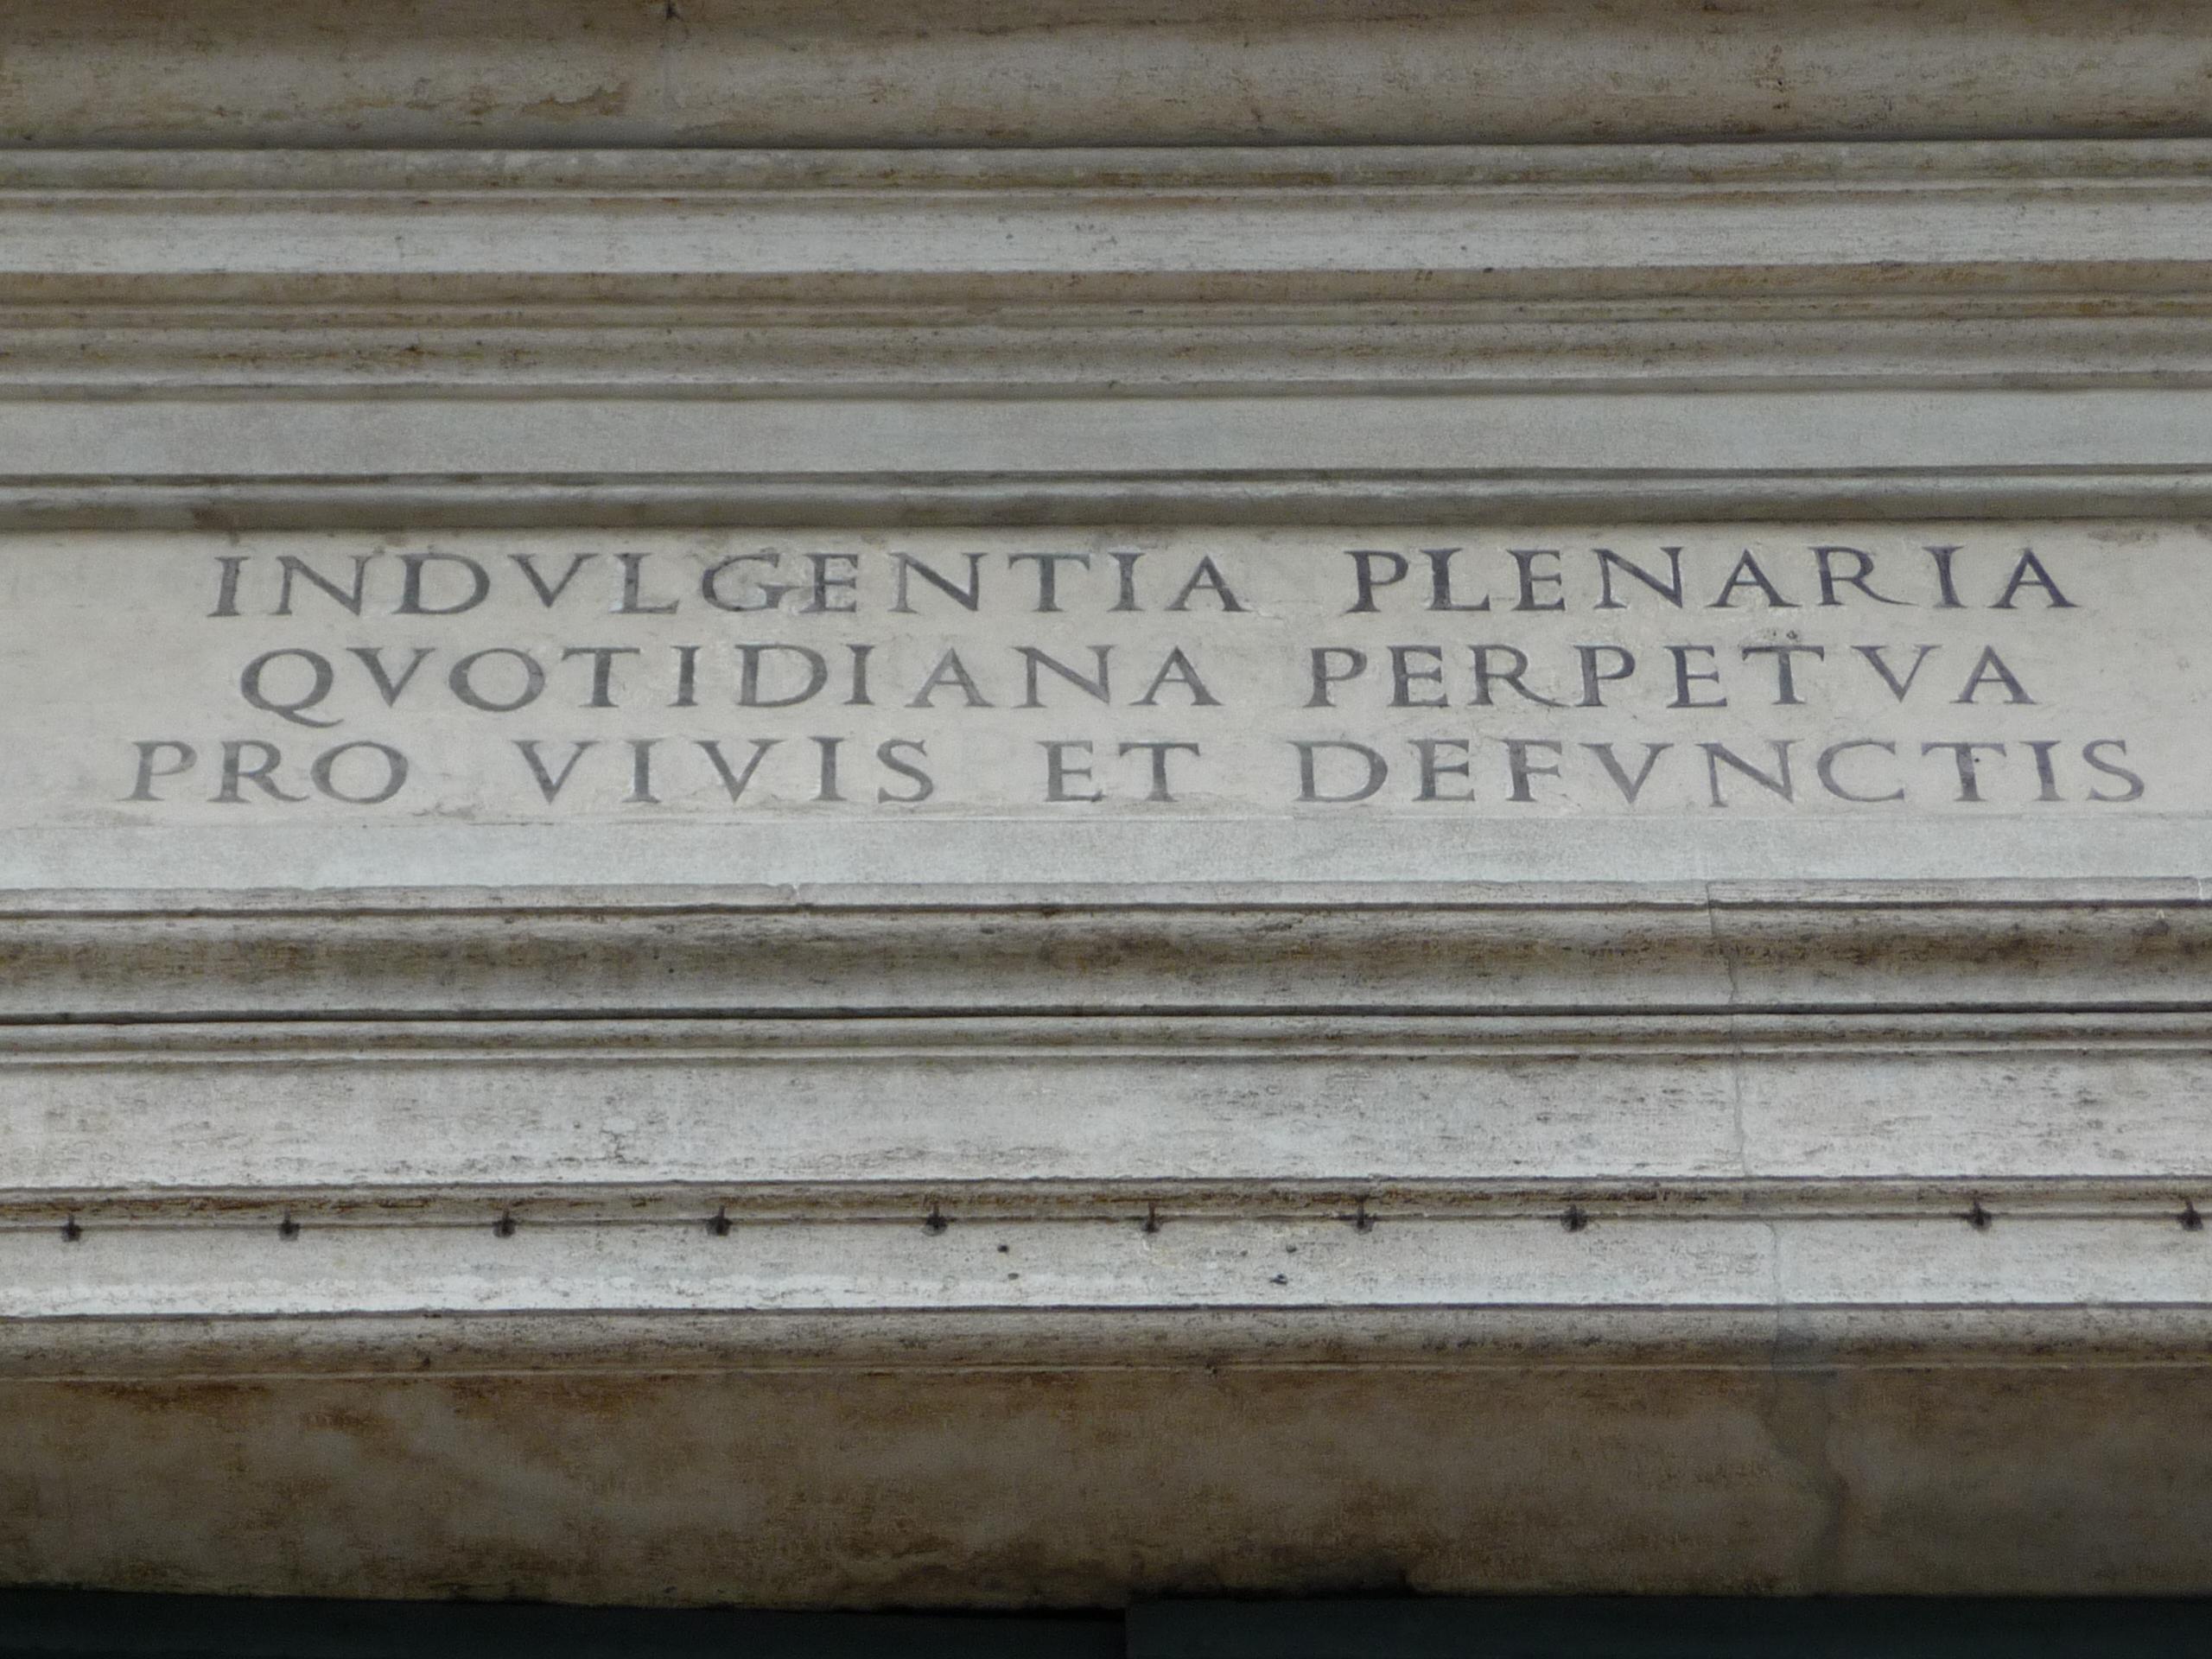 INDVLGENTIA PLENARIA
QVOTIDIANA PERPETVA
PRO VIVIS ET DEFVNCTIS